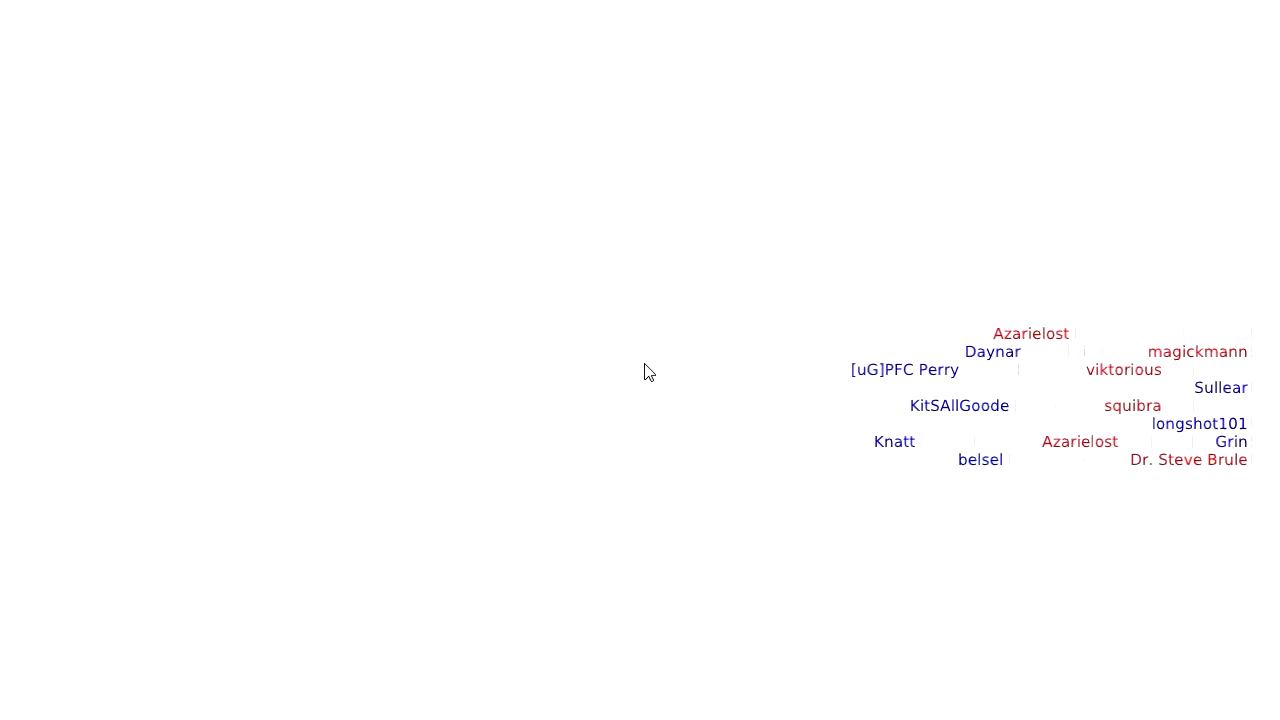 Azarielost
Daynar magickmann
[uG]PFC Perry viktorious
Sullear
KitSAllGoode squibra
longshot101
Knatt Azarielost Grin
belsel Dr. Steve Brule